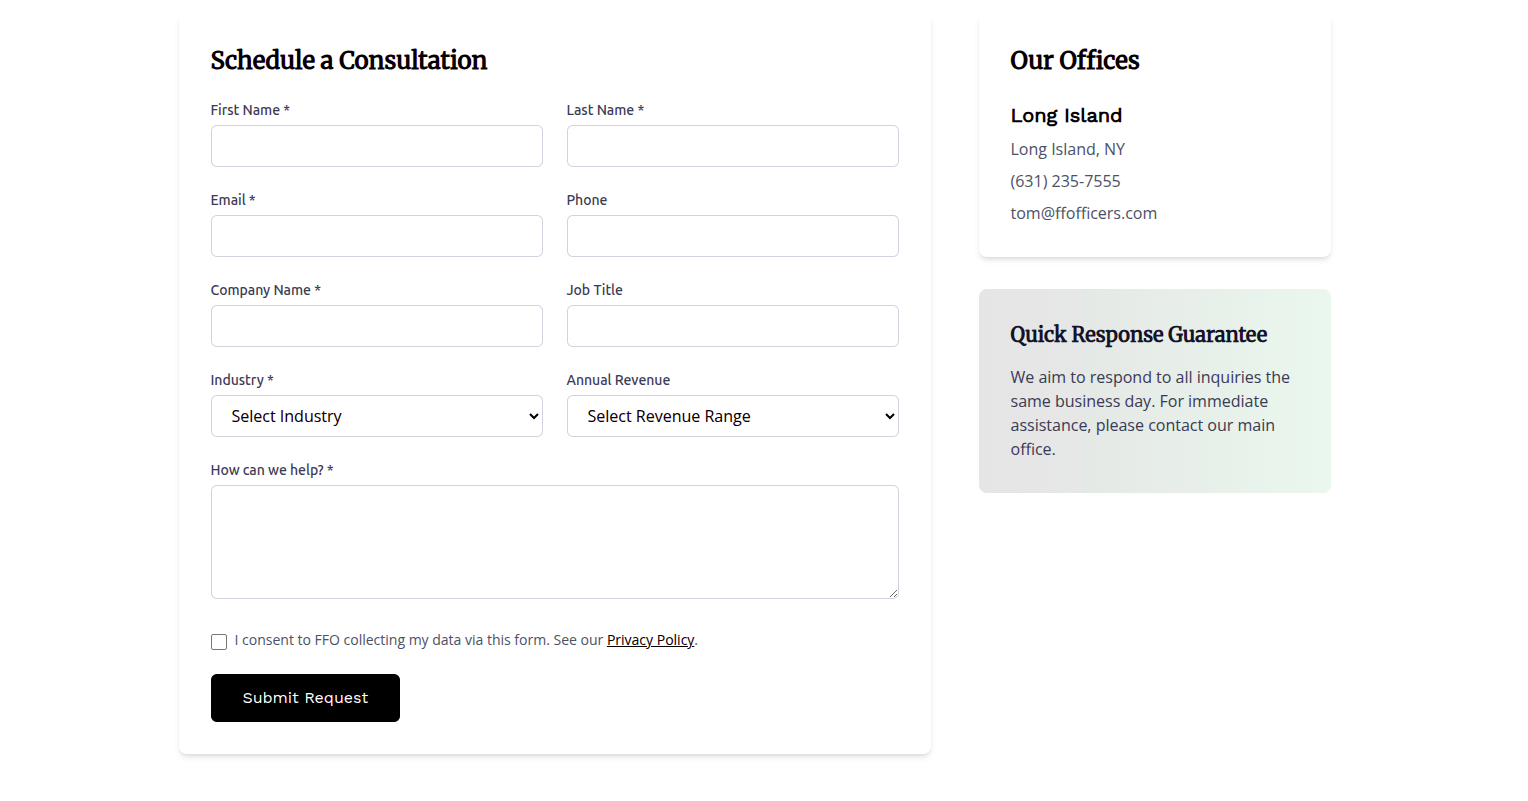 Schedule a Consultation
First Name *
Last Name *
Email *
Phone
Company Name *
Job Title
Industry *
Annual Revenue
Select Industry
Select Revenue Range
How can we help? *
I consent to FFO collecting my data via this form. See our Privacy Policy.
Submit Request
Our Offices
Long Island
Long Island, NY
(631) 235-7555
tom@ffofficers.com
Quick Response Guarantee
We aim to respond to all inquiries the
same business day. For immediate
assistance, please contact our main
office.